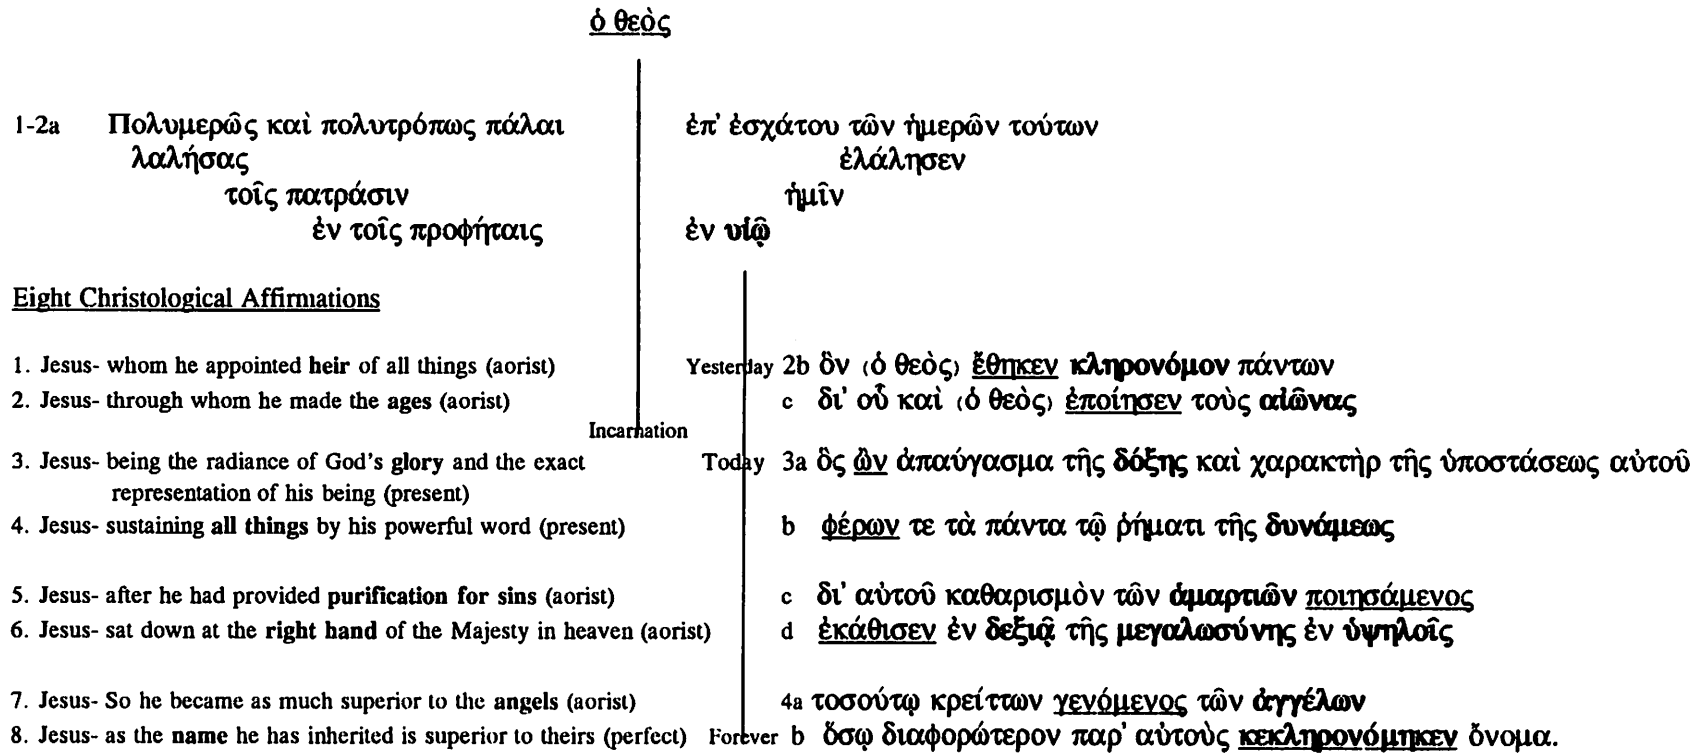 ὁ θεὸς
1-2a Πολυμερῶς καὶ πολυτρόπως πάλαι ἐπ' ἐσχάτου τῶν ἡμερῶν τούτων
λαλήσας ἐλάλησεν
τοῖς πατράσιν ἡμῖν
ἐν τοῖς προφήταις ἐν υἱῷ
Eight Christological Affirmations
1. Jesus- whom he appointed heir of all things (aorist) Yesterday 2b ὃν (ὁ θεὸς) ἔθηκεν κληρονόμον πάντων
2. Jesus- through whom he made the ages (aorist) c δι' οὗ καὶ (ὁ θεὸς) ἐποίησεν τοὺς αἰῶνας
Incarnation
3. Jesus- being the radiance of God's glory and the exact Today 3a ὃς ὢν ἀπαύγασμα τῆς δόξης καὶ χαρακτὴρ τῆς ὑποστάσεως αὐτοῦ
representation of his being (present)
4. Jesus- sustaining all things by his powerful word (present) b φέρων τε τὰ πάντα τῷ ῥήματι τῆς δυνάμεως
5. Jesus- after he had provided purification for sins (aorist) c δι' αὐτοῦ καθαρισμὸν τῶν ἁμαρτιῶν ποιησάμενος
6. Jesus- sat down at the right hand of the Majesty in heaven (aorist) d ἐκάθισεν ἐν δεξιᾷ τῆς μεγαλωσύνης ἐν ὑψηλοῖς
7. Jesus- So he became as much superior to the angels (aorist) 4a τοσούτῳ κρείττων γενόμενος τῶν ἀγγέλων
8. Jesus- as the name he has inherited is superior to theirs (perfect) Forever b ὅσῳ διαφορώτερον παρ' αὐτοὺς κεκληρονόμηκεν ὄνομα.